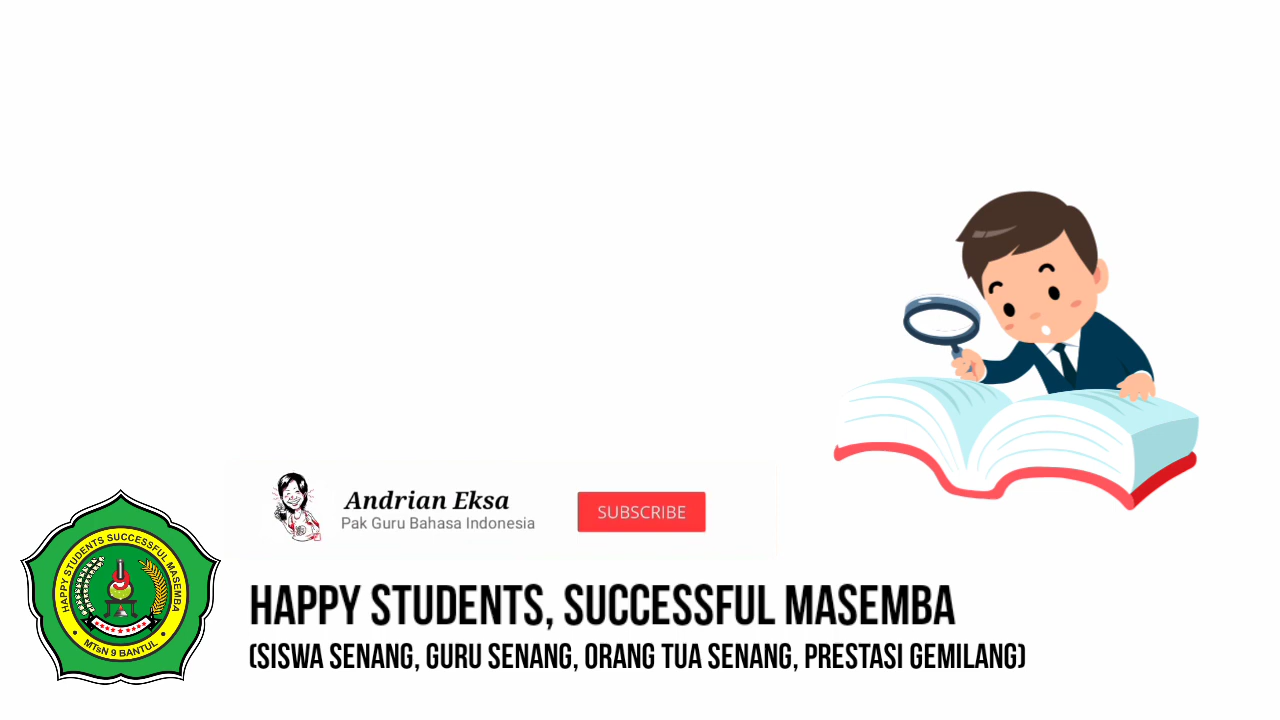 Andrian Eksa
Pak Guru Bahasa Indonesia
SUBSCRIBE
HAPPY STUDENTS SUCCESSFUL MASEMBA
MTsN 9 BANTUL
HAPPY STUDENTS, SUCCESSFUL MASEMBA
(SISWA SENANG, GURU SENANG, ORANG TUA SENANG, PRESTASI GEMILANG)